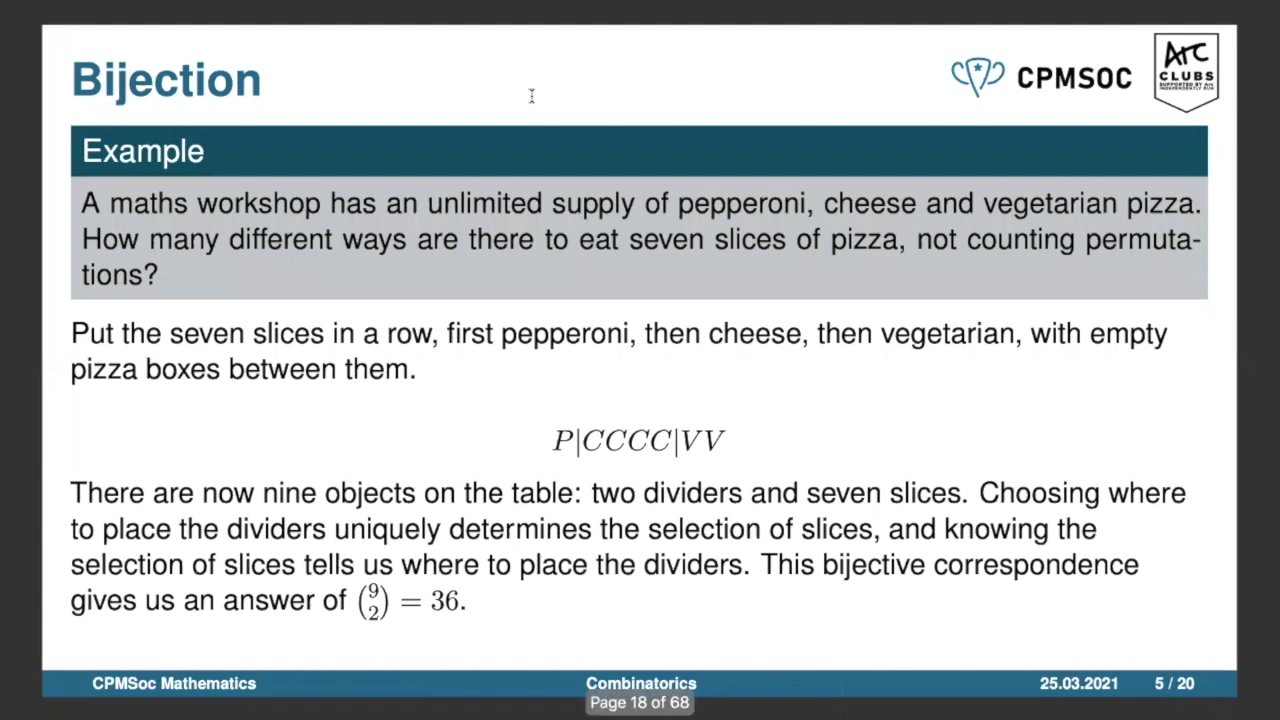 Bijection
CPMSOC
ArC
CLUBS
Example
A maths workshop has an unlimited supply of pepperoni, cheese and vegetarian pizza.
How many different ways are there to eat seven slices of pizza, not counting permuta-
tions?
Put the seven slices in a row, first pepperoni, then cheese, then vegetarian, with empty
pizza boxes between them.
P|CCCC|VV
There are now nine objects on the table: two dividers and seven slices. Choosing where
to place the dividers uniquely determines the selection of slices, and knowing the
selection of slices tells us where to place the dividers. This bijective correspondence
gives us an answer of (9 2) = 36.
CPMSoc Mathematics
Combinatorics
25.03.2021
5 / 20
Page 18 of 68